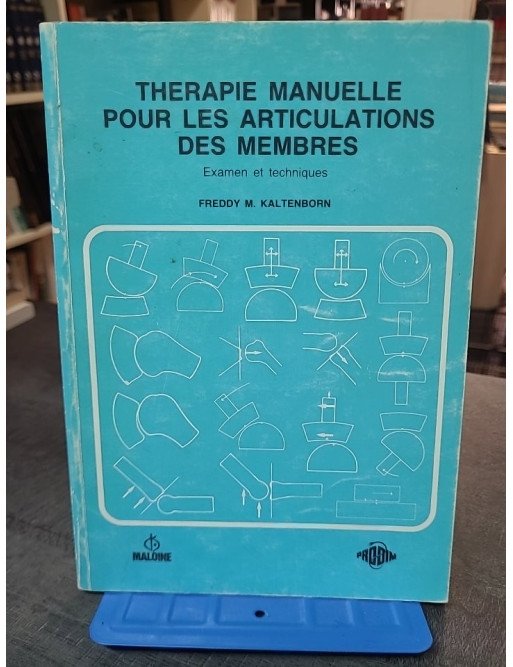 THERAPIE MANUELLE
POUR LES ARTICULATIONS
DES MEMBRES
Examen et techniques
FREDDY M. KALTENBORN
MALOINE
PRODIM